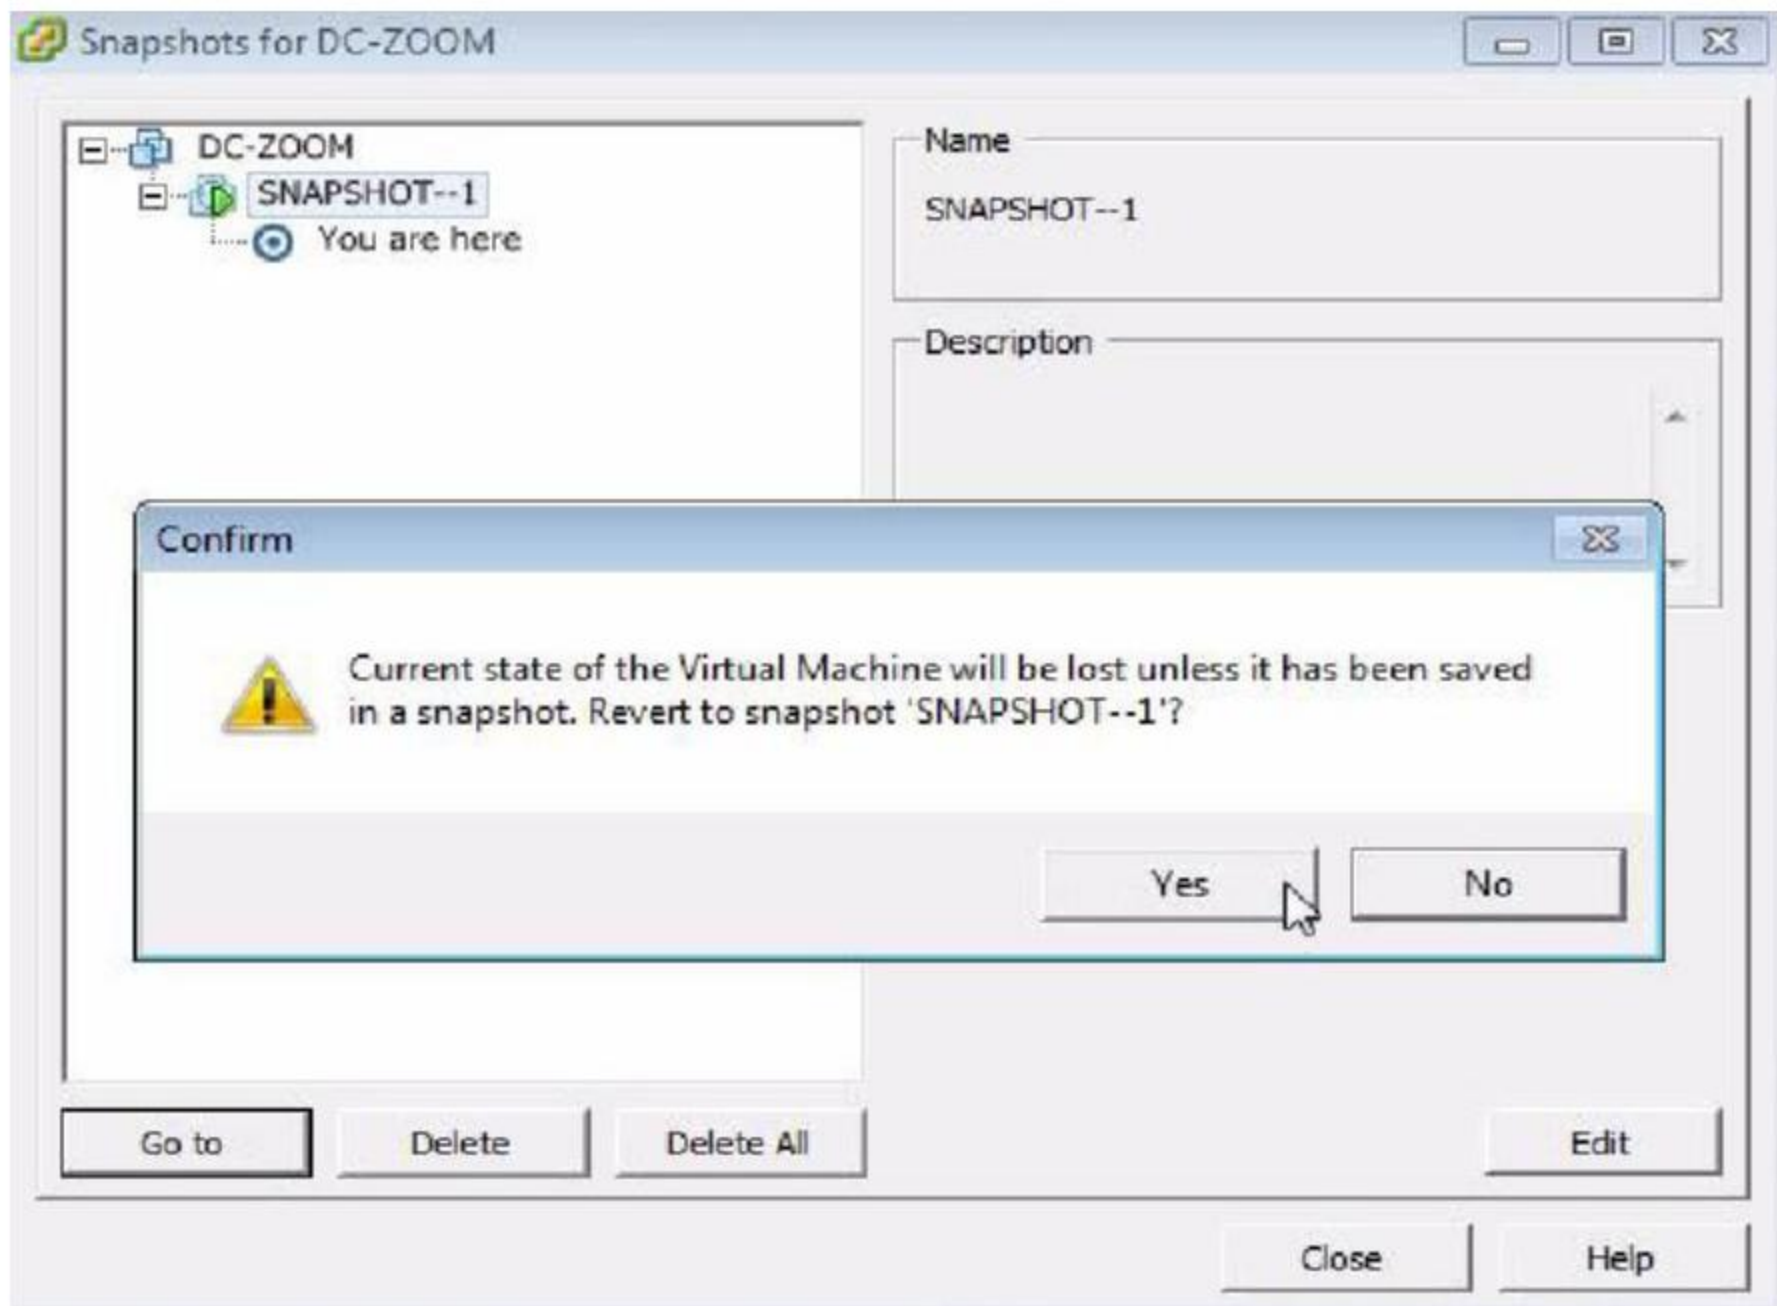 Snapshots for DC-ZOOM
DC-ZOOM
SNAPSHOT--1
You are here
Name
SNAPSHOT--1
Description
Confirm
Current state of the Virtual Machine will be lost unless it has been saved
in a snapshot. Revert to snapshot 'SNAPSHOT--1'?
Yes
No
Go to
Delete
Delete All
Edit
Close
Help